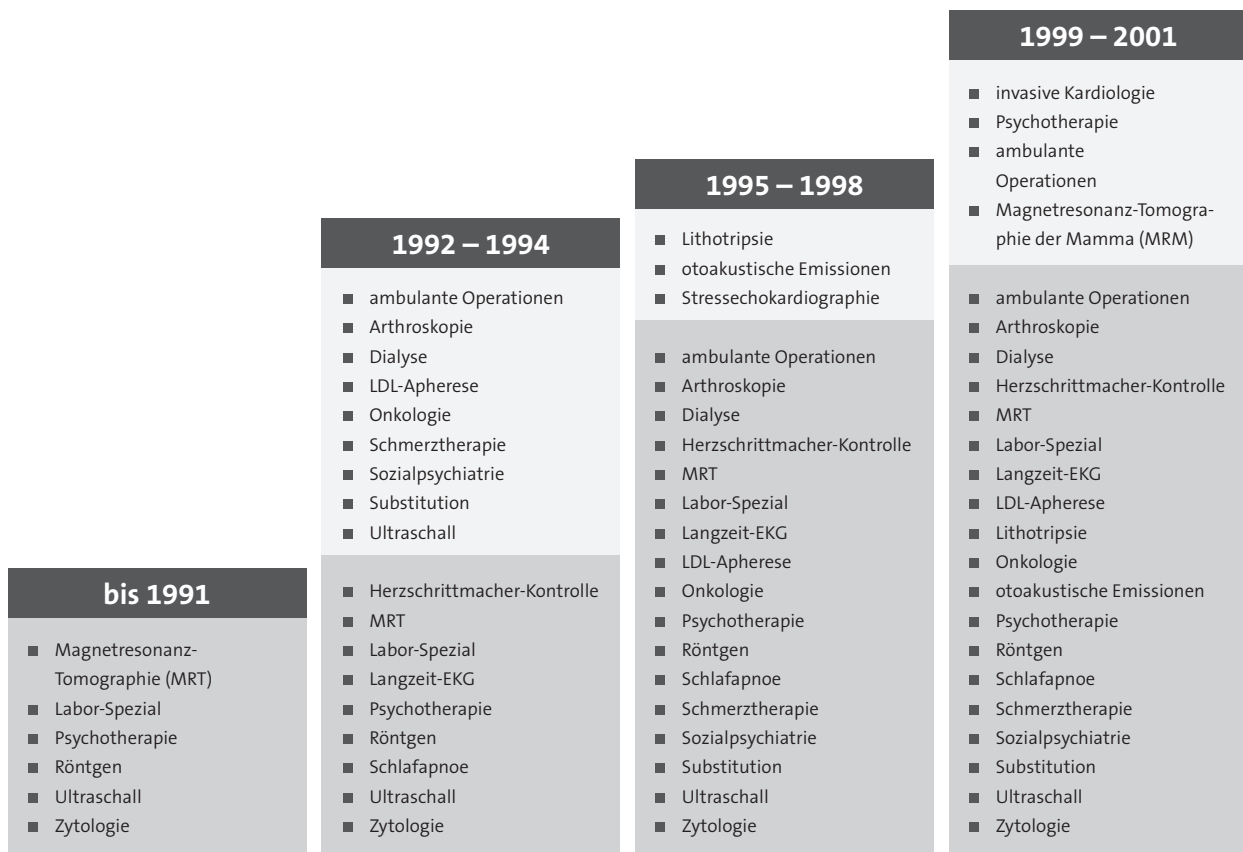 bis 1991
Magnetresonanz-
Tomographie (MRT)
Labor-Spezial
Psychotherapie
Röntgen
Ultraschall
Zytologie
1992 – 1994
ambulante Operationen
Arthroskopie
Dialyse
LDL-Apherese
Onkologie
Schmerztherapie
Sozialpsychiatrie
Substitution
Ultraschall
Herzschrittmacher-Kontrolle
MRT
Labor-Spezial
Langzeit-EKG
Psychotherapie
Röntgen
Schlafapnoe
Ultraschall
Zytologie
1995 – 1998
Lithotripsie
otoakustische Emissionen
Stressechokardiographie
ambulante Operationen
Arthroskopie
Dialyse
Herzschrittmacher-Kontrolle
MRT
Labor-Spezial
Langzeit-EKG
LDL-Apherese
Onkologie
Psychotherapie
Röntgen
Schlafapnoe
Schmerztherapie
Sozialpsychiatrie
Substitution
Ultraschall
Zytologie
1999 – 2001
invasive Kardiologie
Psychotherapie
ambulante
Operationen
Magnetresonanz-Tomogra-
phie der Mamma (MRM)
ambulante Operationen
Arthroskopie
Dialyse
Herzschrittmacher-Kontrolle
MRT
Labor-Spezial
Langzeit-EKG
LDL-Apherese
Lithotripsie
Onkologie
otoakustische Emissionen
Psychotherapie
Röntgen
Schlafapnoe
Schmerztherapie
Sozialpsychiatrie
Substitution
Ultraschall
Zytologie